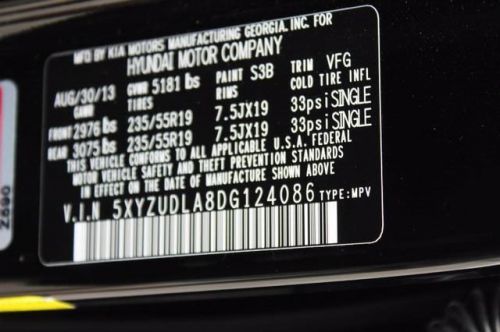 MFD BY KIA MOTORS MANUFACTURING GEORGIA, INC. FOR
HYUNDAI MOTOR COMPANY
AUG/30/13 GVWR 5181 lbs PAINT S3B TRIM VFG
GAWR TIRES RIMS COLD TIRE INFL
FRONT 2976 lbs 235/55R19 7.5JX19 33psi SINGLE
REAR 3075 lbs 235/55R19 7.5JX19 33psi SINGLE
THIS VEHICLE CONFORMS TO ALL APPLICABLE U.S.A. FEDERAL
MOTOR VEHICLE SAFETY STANDARDS
IN EFFECT ON THE DATE OF MANUFACTURE SHOWN ABOVE
V.I.N 5XYZUDLA8DG124086 TYPE:MPV